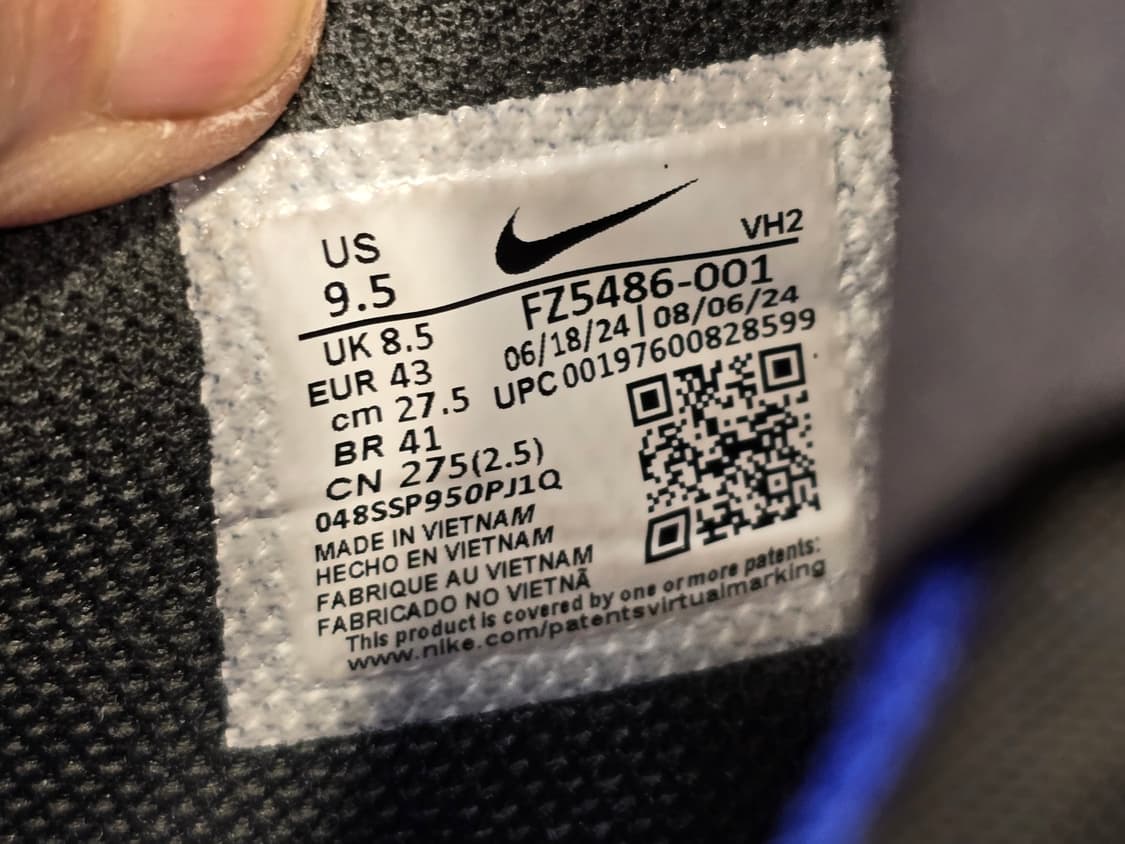 US
9.5
VH2
FZ5486-001
06/18/24 | 08/06/24
UPC 00197600828599
UK 8.5
EUR 43
cm 27.5
BR 41
CN 275(2.5)
048SSP950PJ1Q
MADE IN VIETNAM
HECHO EN VIETNAM
FABRIQUE AU VIETNAM
FABRICADO NO VIETNÃ
This product is covered by one or more patents:
www.nike.com/patentsvirtualmarking